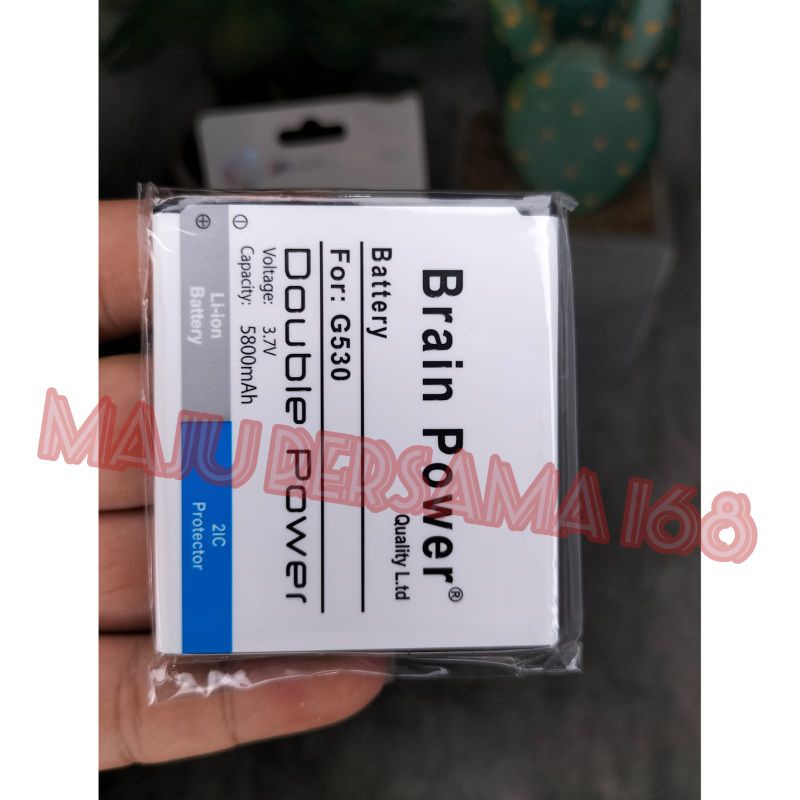 Brain Power®
Quality L.td
Battery
For: G530
Double Power
Voltage: 3.7V
Capacity: 5800mAh
⊕ ⊖
Li-ion
Battery
2IC
Protector
MAJU BERSAMA 168